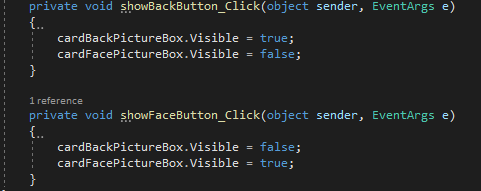 private void showBackButton_Click(object sender, EventArgs e)
{
cardBackPictureBox.Visible = true;
cardFacePictureBox.Visible = false;
}
1 reference
private void showFaceButton_Click(object sender, EventArgs e)
{
cardBackPictureBox.Visible = false;
cardFacePictureBox.Visible = true;
}